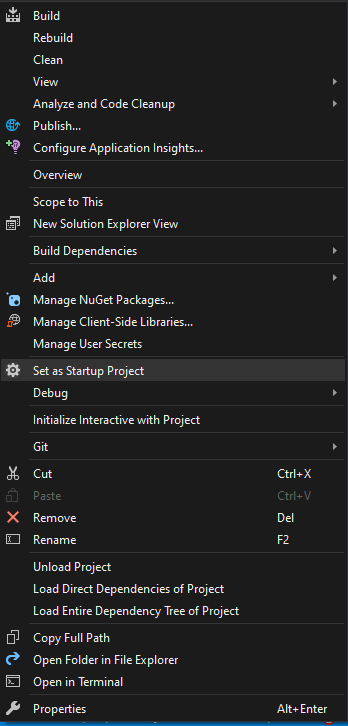 Build
Rebuild
Clean
View
Analyze and Code Cleanup
Publish...
Configure Application Insights...
Overview
Scope to This
New Solution Explorer View
Build Dependencies
Add
Manage NuGet Packages...
Manage Client-Side Libraries...
Manage User Secrets
Set as Startup Project
Debug
Initialize Interactive with Project
Git
Cut Ctrl+X
Paste Ctrl+V
Remove Del
Rename F2
Unload Project
Load Direct Dependencies of Project
Load Entire Dependency Tree of Project
Copy Full Path
Open Folder in File Explorer
Open in Terminal
Properties Alt+Enter